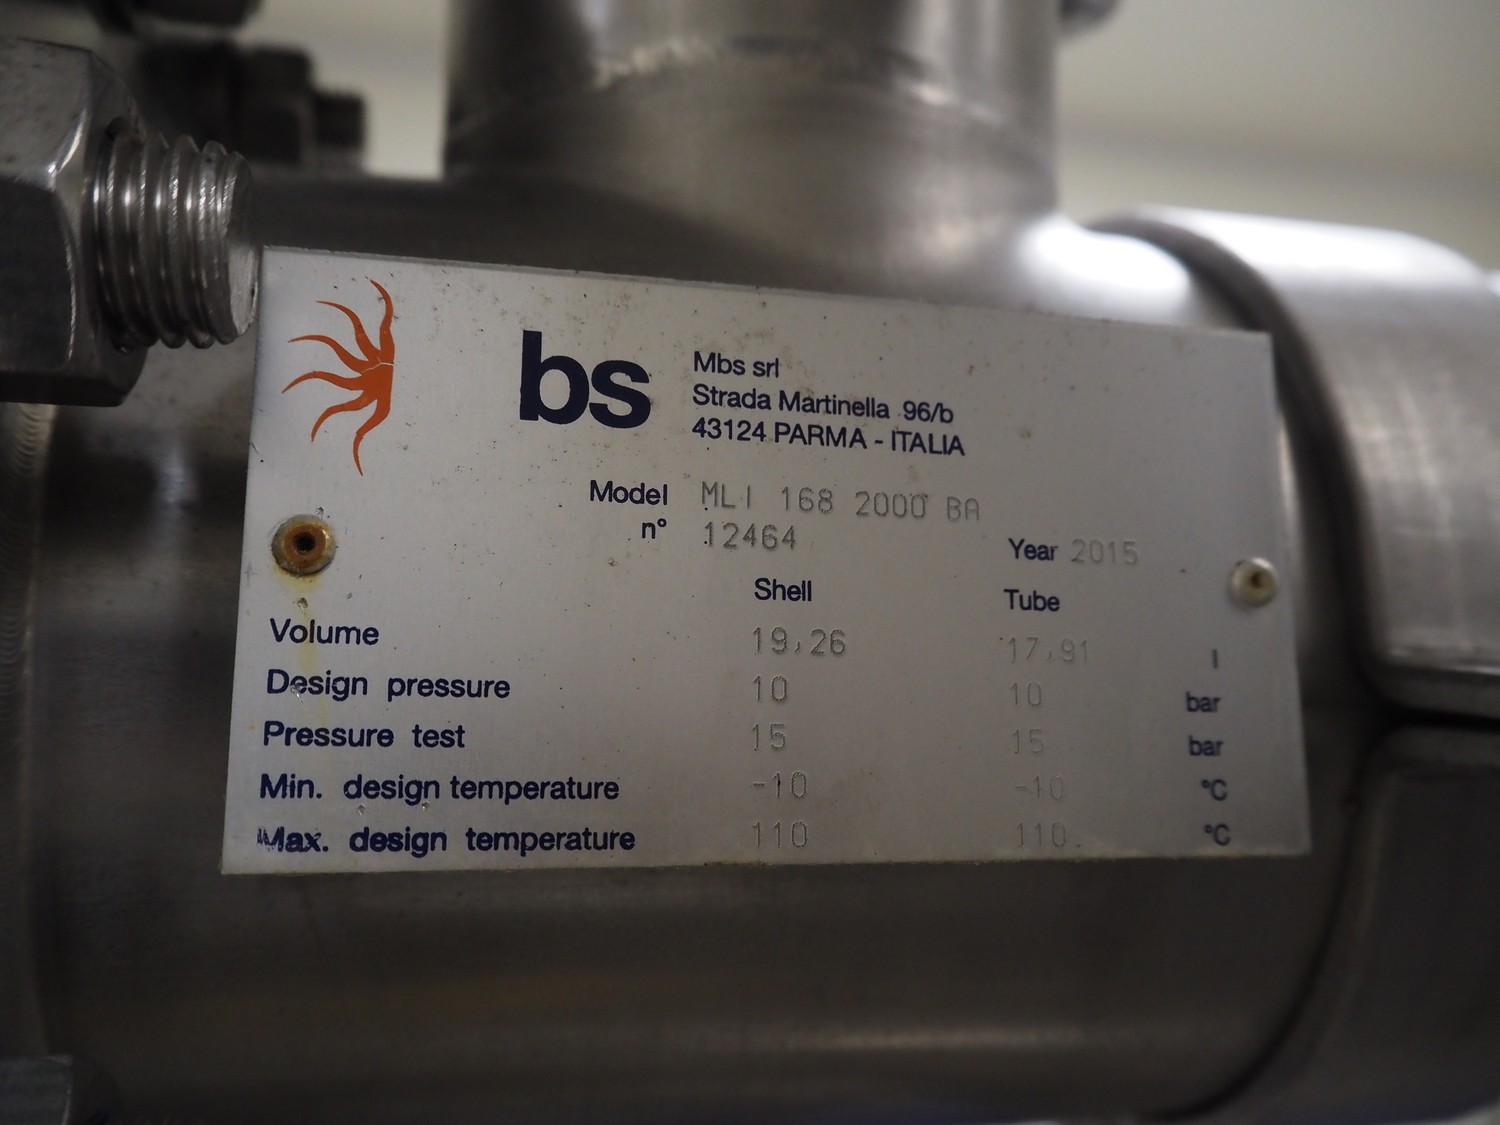 bs
Mbs srl
Strada Martinella 96/b
43124 PARMA - ITALIA
Model MLI 168 2000 BA
n° 12464
Year 2015
Shell Tube
Volume 19,26 17,91 l
Design pressure 10 10 bar
Pressure test 15 15 bar
Min. design temperature -10 -10 °C
Max. design temperature 110 110 °C